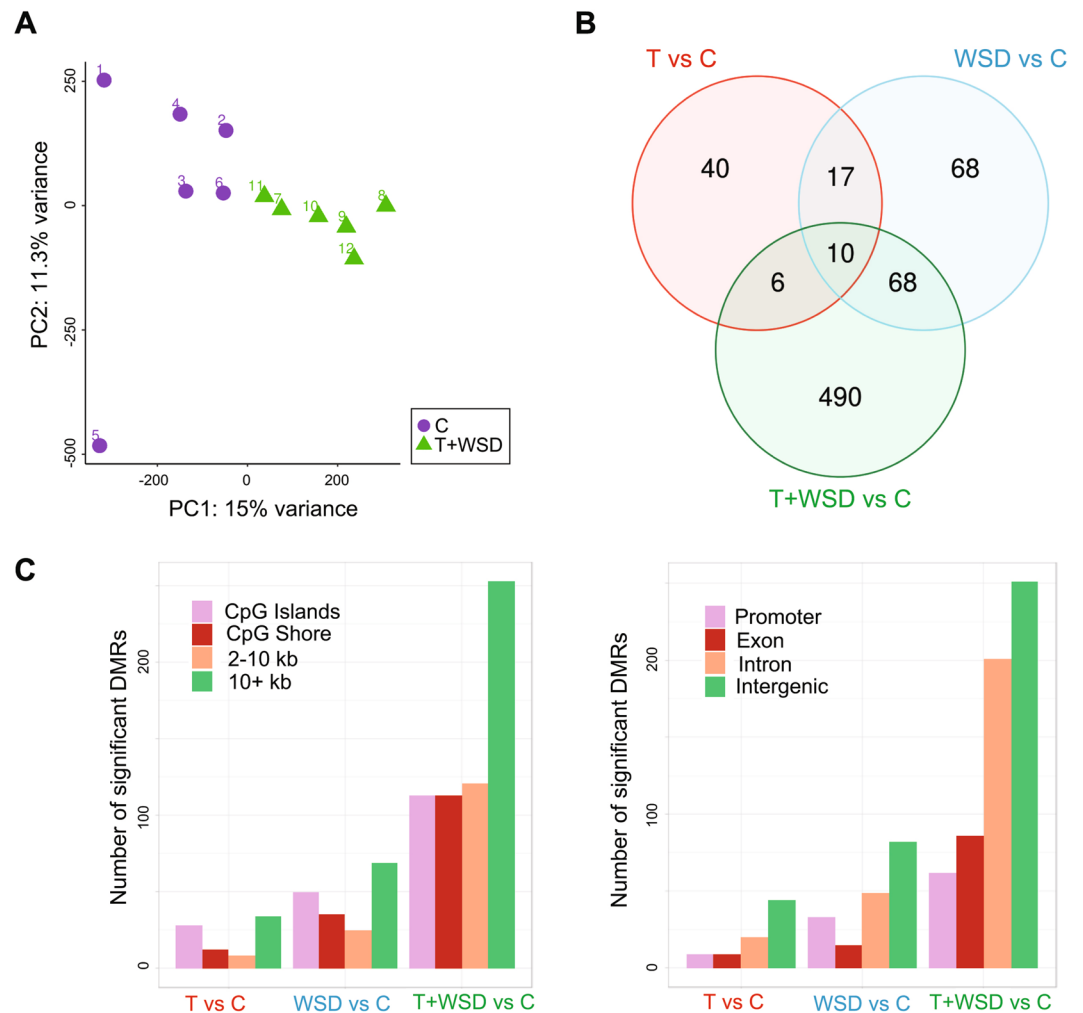 A
250
0
-250
-500
PC2: 11.3% variance
1
4
2
3
6
11
7
10
9
8
12
5
-200
0
200
PC1: 15% variance
C
T+WSD
B
T vs C
WSD vs C
40
17
68
10
6
68
490
T+WSD vs C
C
Number of significant DMRs
200
100
0
CpG Islands
CpG Shore
2-10 kb
10+ kb
T vs C
WSD vs C
T+WSD vs C
Number of significant DMRs
200
100
0
Promoter
Exon
Intron
Intergenic
T vs C
WSD vs C
T+WSD vs C